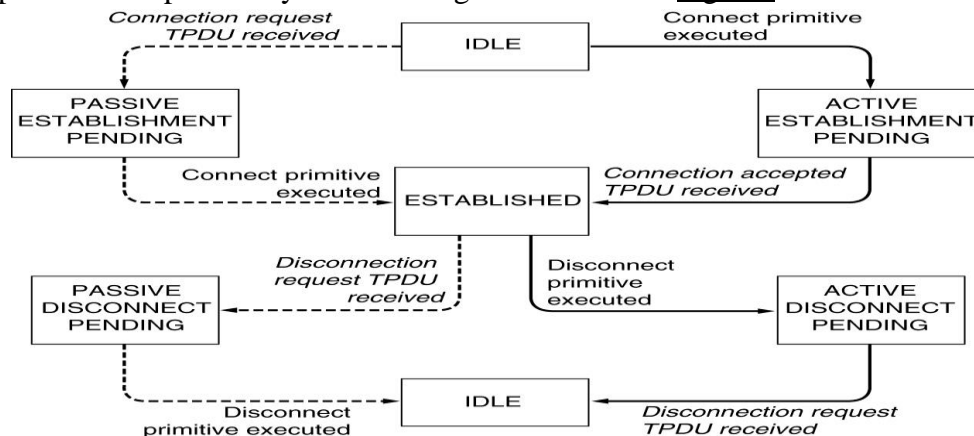 Connection request
TPDU received
IDLE
Connect primitive
executed
PASSIVE
ESTABLISHMENT
PENDING
ACTIVE
ESTABLISHMENT
PENDING
Connect primitive
executed
ESTABLISHED
Connection accepted
TPDU received
Disconnection
request TPDU
received
Disconnect
primitive
executed
PASSIVE
DISCONNECT
PENDING
ACTIVE
DISCONNECT
PENDING
Disconnect
primitive executed
IDLE
Disconnection request
TPDU received